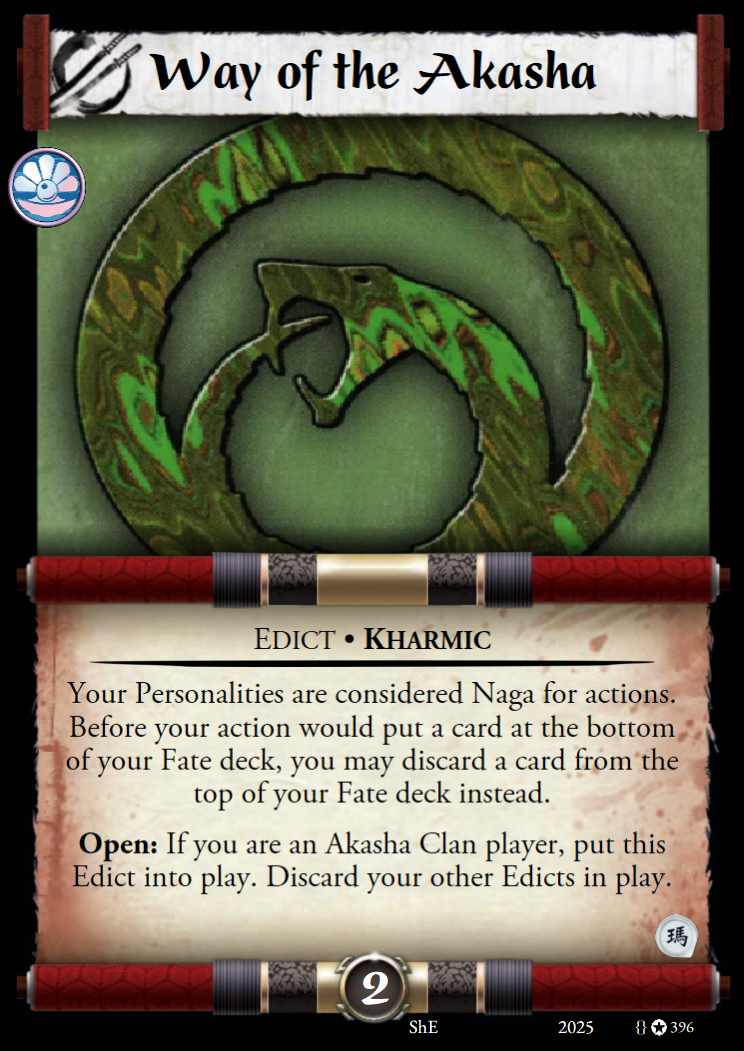 Way of the Akasha
EDICT • KHARMIC
Your Personalities are considered Naga for actions.
Before your action would put a card at the bottom
of your Fate deck, you may discard a card from the
top of your Fate deck instead.
Open: If you are an Akasha Clan player, put this
Edict into play. Discard your other Edicts in play.
瑪
2
ShE 2025 {} ✪ 396